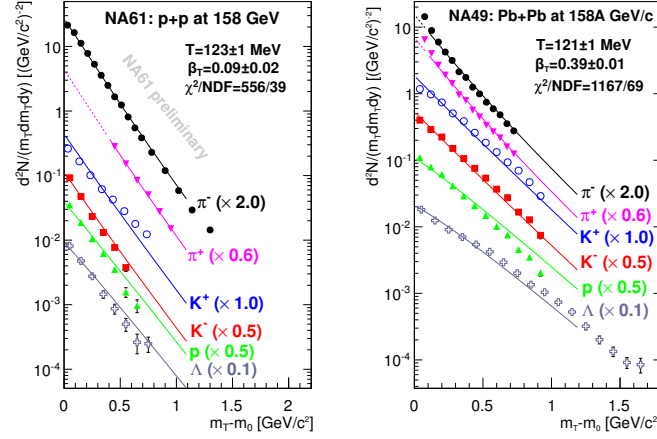 NA61: p+p at 158 GeV
T=123±1 MeV
β_T=0.09±0.02
χ²/NDF=556/39
NA61 preliminary
d²N/(m_T dm_T dy) [(GeV/c²)⁻²]
10
1
10⁻¹
10⁻²
10⁻³
10⁻⁴
π⁻ (× 2.0)
π⁺ (× 0.6)
K⁺ (× 1.0)
K⁻ (× 0.5)
p (× 0.5)
Λ (× 0.1)
0 0.5 1 1.5 2
m_T-m_0 [GeV/c²]
NA49: Pb+Pb at 158A GeV/c
T=121±1 MeV
β_T=0.39±0.01
χ²/NDF=1167/69
d²N/(m_T dm_T dy) [(GeV/c²)⁻²]
10
1
10⁻¹
10⁻²
10⁻³
10⁻⁴
π⁻ (× 2.0)
π⁺ (× 0.6)
K⁺ (× 1.0)
K⁻ (× 0.5)
p (× 0.5)
Λ (× 0.1)
0 0.5 1 1.5
m_T-m_0 [GeV/c²]